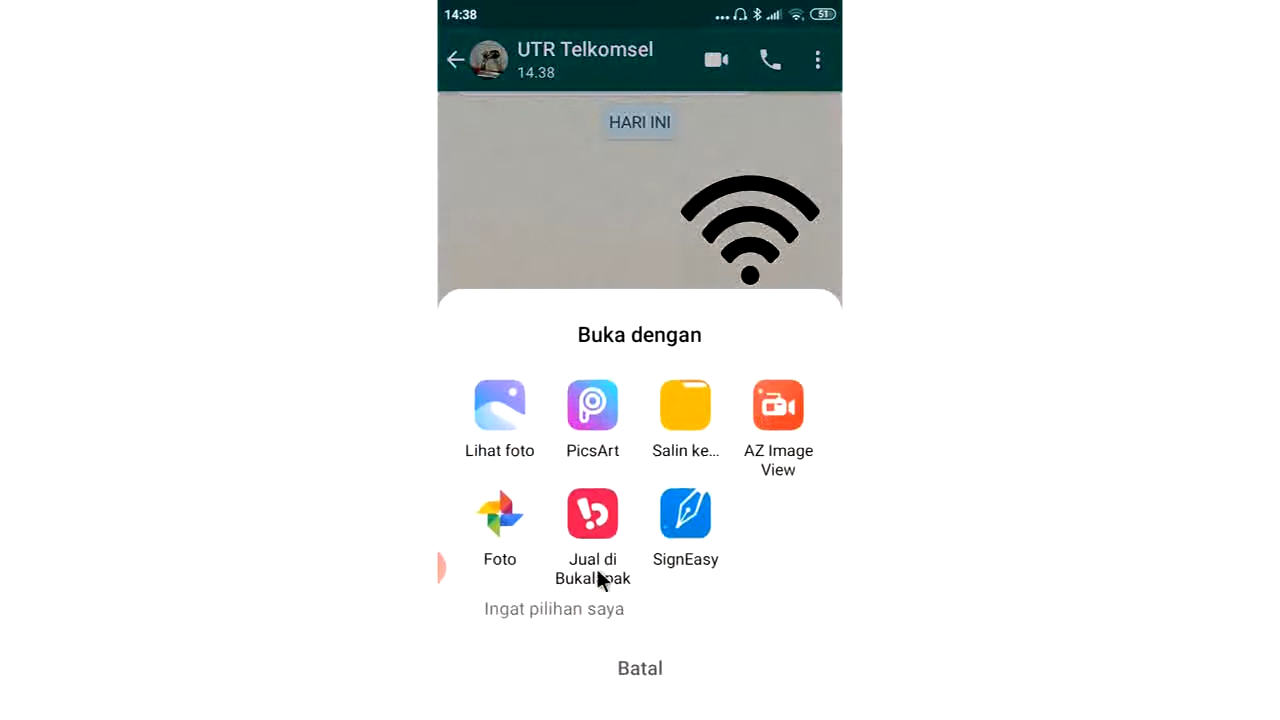 14:38
51
UTR Telkomsel
14.38
HARI INI
Buka dengan
Lihat foto
PicsArt
Salin ke...
AZ Image
View
Foto
Jual di
Bukalapak
SignEasy
Ingat pilihan saya
Batal